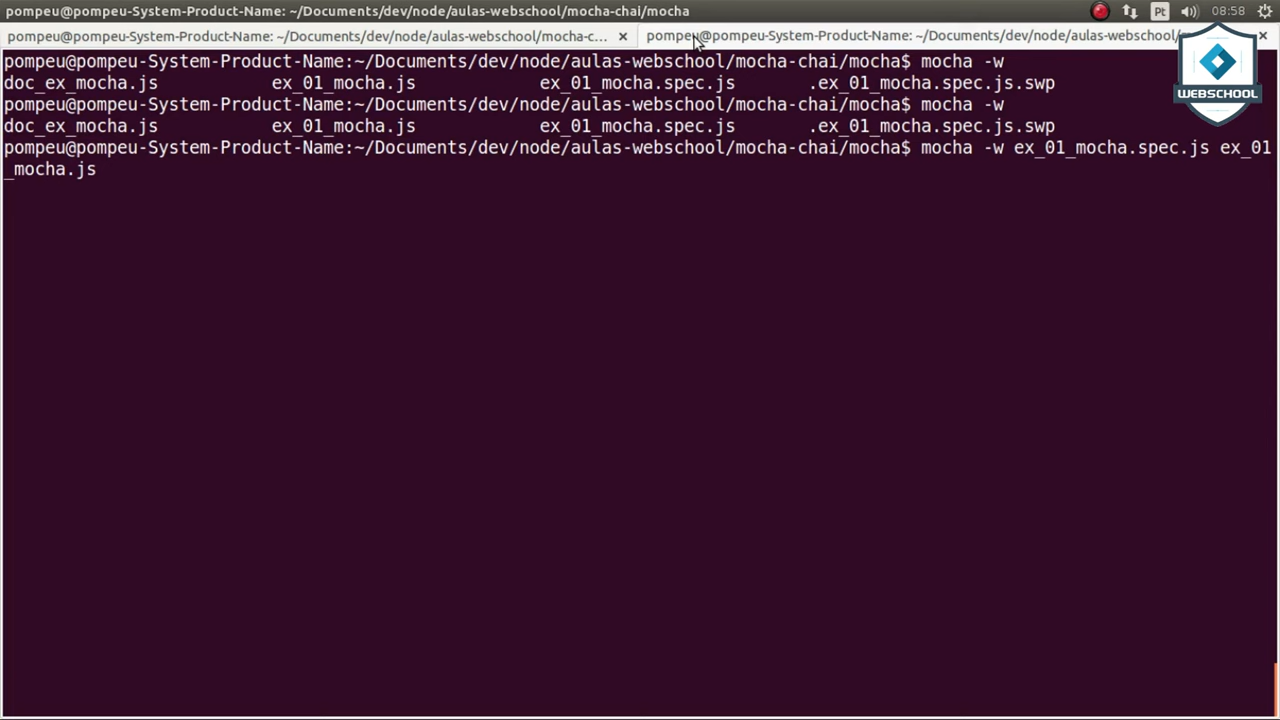 pompeu@pompeu-System-Product-Name: ~/Documents/dev/node/aulas-webschool/mocha-chai/mocha
Pt
08:58
pompeu@pompeu-System-Product-Name: ~/Documents/dev/node/aulas-webschool/mocha-c...
pompeu@pompeu-System-Product-Name: ~/Documents/dev/node/aulas-webschool/
WEBSCHOOL
pompeu@pompeu-System-Product-Name:~/Documents/dev/node/aulas-webschool/mocha-chai/mocha$ mocha -w
doc_ex_mocha.js ex_01_mocha.js ex_01_mocha.spec.js .ex_01_mocha.spec.js.swp
pompeu@pompeu-System-Product-Name:~/Documents/dev/node/aulas-webschool/mocha-chai/mocha$ mocha -w
doc_ex_mocha.js ex_01_mocha.js ex_01_mocha.spec.js .ex_01_mocha.spec.js.swp
pompeu@pompeu-System-Product-Name:~/Documents/dev/node/aulas-webschool/mocha-chai/mocha$ mocha -w ex_01_mocha.spec.js ex_01
_mocha.js